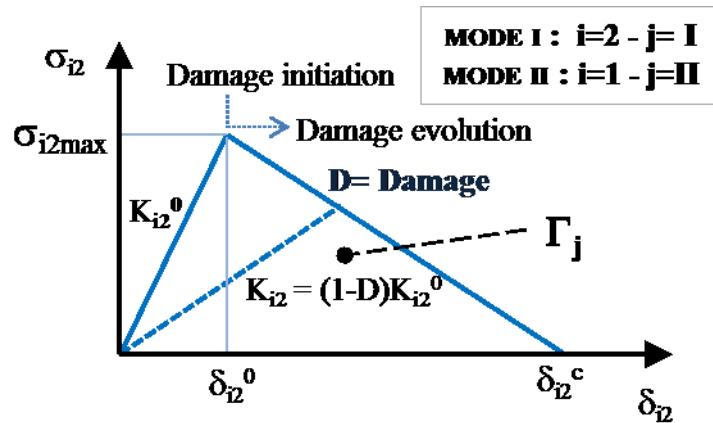 MODE I : i=2 - j= I
MODE II : i=1 - j=II
σi2
Damage initiation
σi2max
Damage evolution
D= Damage
Ki2⁰
Γj
Ki2 = (1-D)Ki2⁰
δi2⁰
δi2ᶜ
δi2